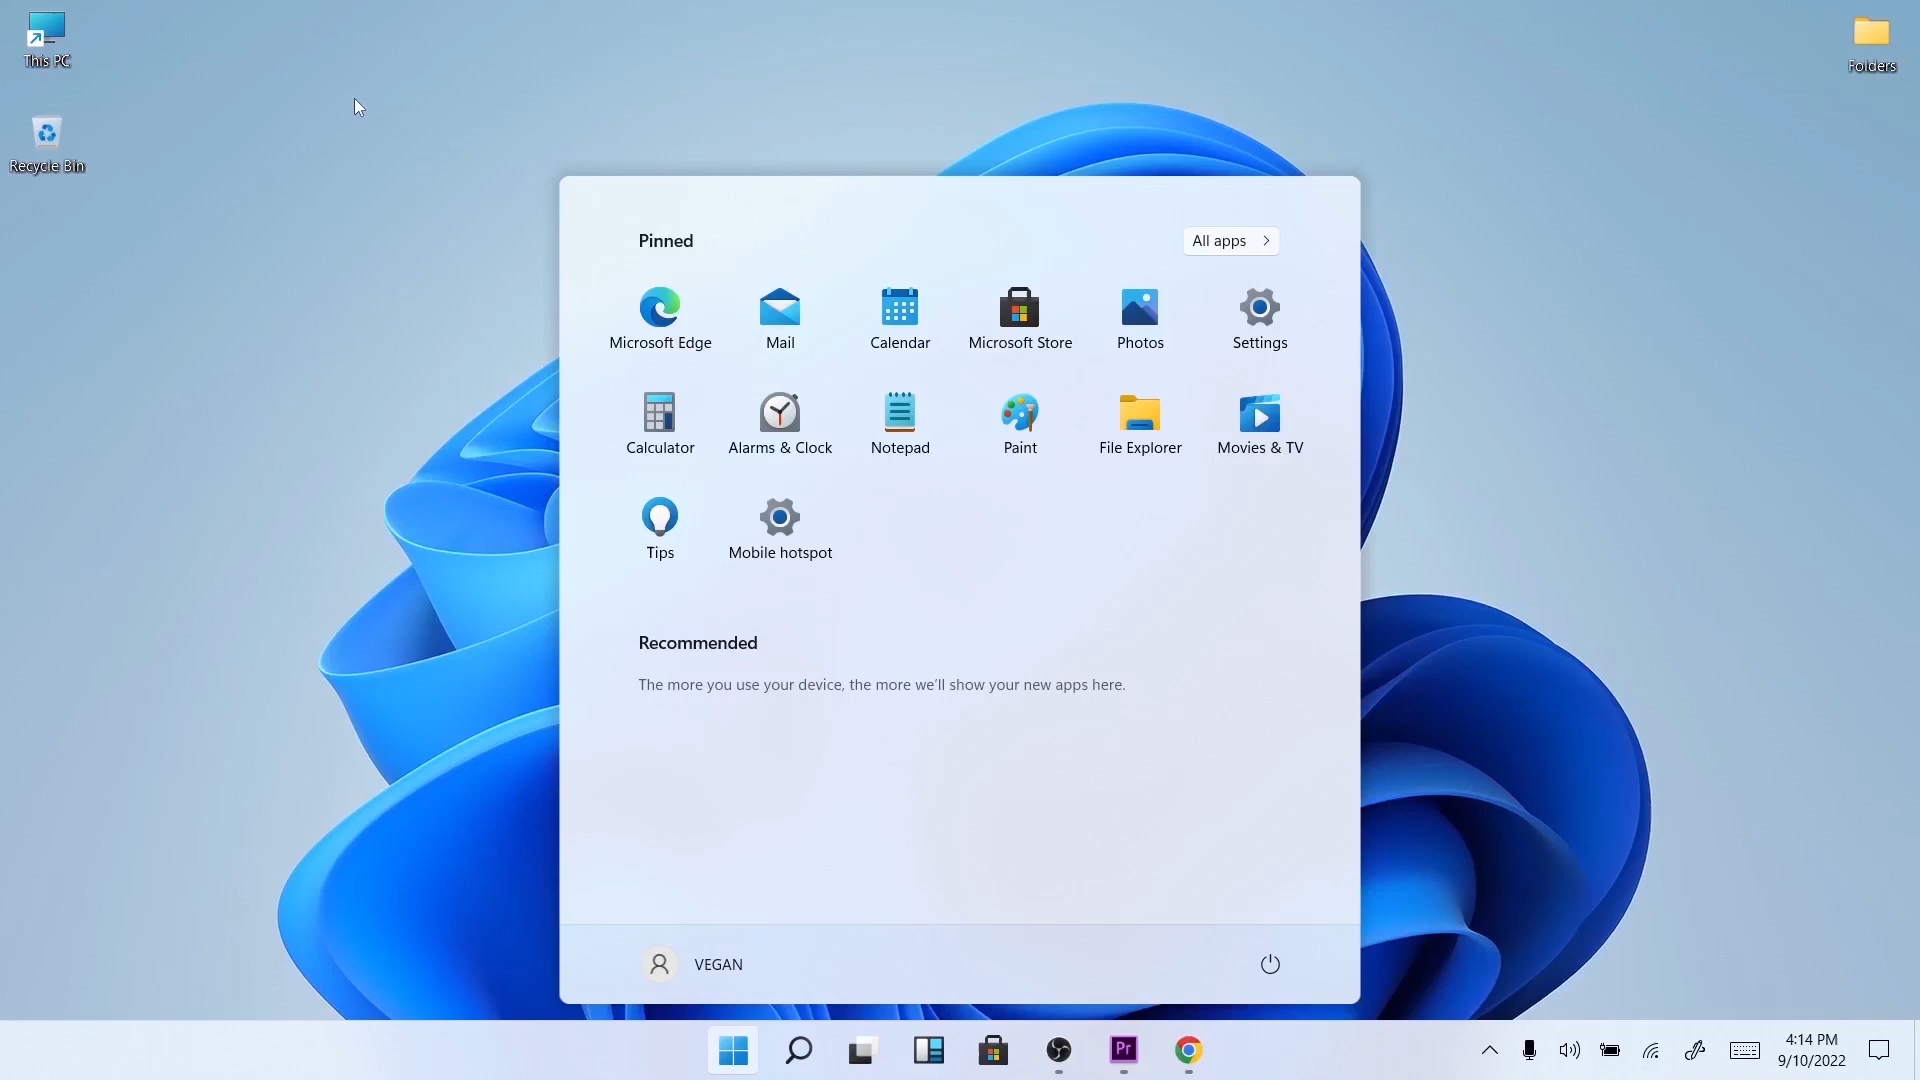 This PC
Folders
Recycle Bin
Pinned
All apps
Microsoft Edge
Mail
Calendar
Microsoft Store
Photos
Settings
Calculator
Alarms & Clock
Notepad
Paint
File Explorer
Movies & TV
Tips
Mobile hotspot
Recommended
The more you use your device, the more we’ll show your new apps here.
VEGAN
Pr
4:14 PM
9/10/2022